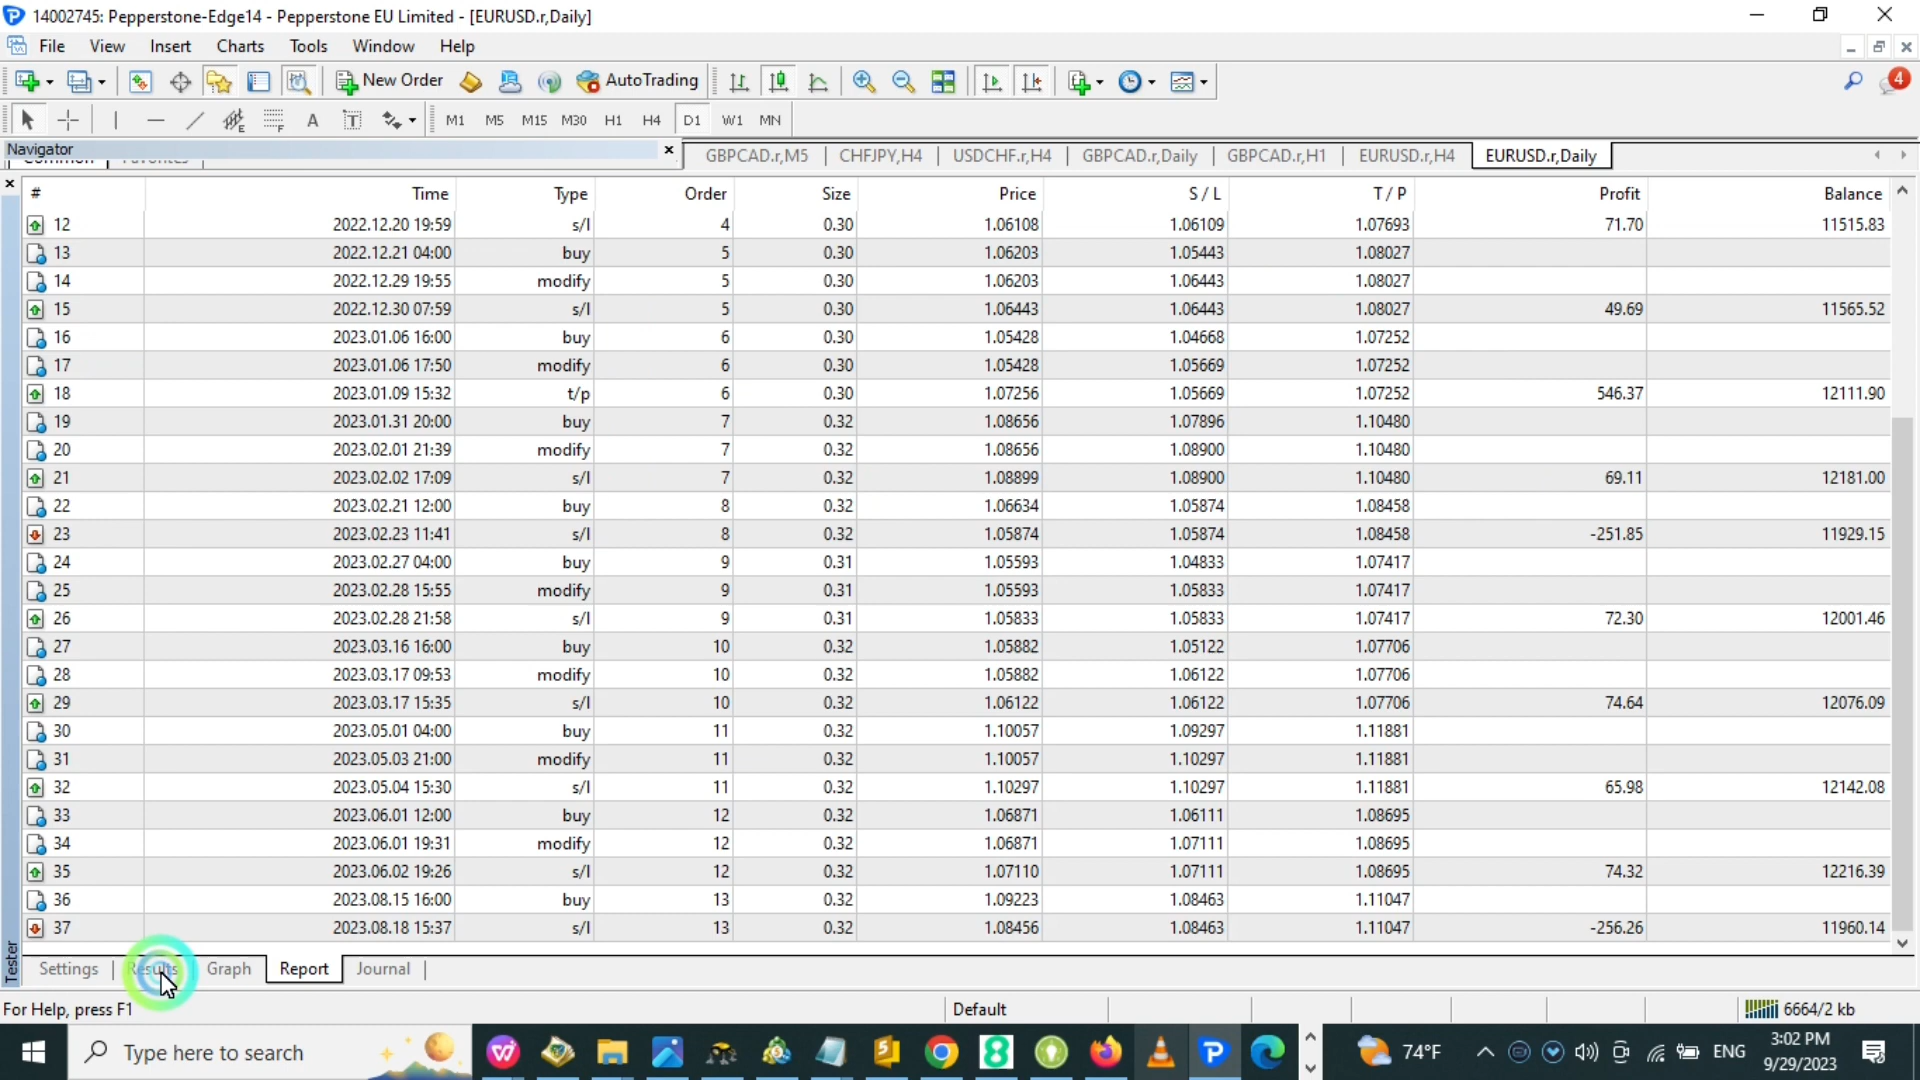 14002745: Pepperstone-Edge14 - Pepperstone EU Limited - [EURUSD.r,Daily]
File View Insert Charts Tools Window Help
New Order AutoTrading 4
A T M1 M5 M15 M30 H1 H4 D1 W1 MN
Navigator
Common Favorites
GBPCAD.r,M5 CHFJPY,H4 USDCHF.r,H4 GBPCAD.r,Daily GBPCAD.r,H1 EURUSD.r,H4 EURUSD.r,Daily
# Time Type Order Size Price S / L T / P Profit Balance
12 2022.12.20 19:59 s/l 4 0.30 1.06108 1.06109 1.07693 71.70 11515.83
13 2022.12.21 04:00 buy 5 0.30 1.06203 1.05443 1.08027
14 2022.12.29 19:55 modify 5 0.30 1.06203 1.06443 1.08027
15 2022.12.30 07:59 s/l 5 0.30 1.06443 1.06443 1.08027 49.69 11565.52
16 2023.01.06 16:00 buy 6 0.30 1.05428 1.04668 1.07252
17 2023.01.06 17:50 modify 6 0.30 1.05428 1.05669 1.07252
18 2023.01.09 15:32 t/p 6 0.30 1.07256 1.05669 1.07252 546.37 12111.90
19 2023.01.31 20:00 buy 7 0.32 1.08656 1.07896 1.10480
20 2023.02.01 21:39 modify 7 0.32 1.08656 1.08900 1.10480
21 2023.02.02 17:09 s/l 7 0.32 1.08899 1.08900 1.10480 69.11 12181.00
22 2023.02.21 12:00 buy 8 0.32 1.06634 1.05874 1.08458
23 2023.02.23 11:41 s/l 8 0.32 1.05874 1.05874 1.08458 -251.85 11929.15
24 2023.02.27 04:00 buy 9 0.31 1.05593 1.04833 1.07417
25 2023.02.28 15:55 modify 9 0.31 1.05593 1.05833 1.07417
26 2023.02.28 21:58 s/l 9 0.31 1.05833 1.05833 1.07417 72.30 12001.46
27 2023.03.16 16:00 buy 10 0.32 1.05882 1.05122 1.07706
28 2023.03.17 09:53 modify 10 0.32 1.05882 1.06122 1.07706
29 2023.03.17 15:35 s/l 10 0.32 1.06122 1.06122 1.07706 74.64 12076.09
30 2023.05.01 04:00 buy 11 0.32 1.10057 1.09297 1.11881
31 2023.05.03 21:00 modify 11 0.32 1.10057 1.10297 1.11881
32 2023.05.04 15:30 s/l 11 0.32 1.10297 1.10297 1.11881 65.98 12142.08
33 2023.06.01 12:00 buy 12 0.32 1.06871 1.06111 1.08695
34 2023.06.01 19:31 modify 12 0.32 1.06871 1.07111 1.08695
35 2023.06.02 19:26 s/l 12 0.32 1.07110 1.07111 1.08695 74.32 12216.39
36 2023.08.15 16:00 buy 13 0.32 1.09223 1.08463 1.11047
37 2023.08.18 15:37 s/l 13 0.32 1.08456 1.08463 1.11047 -256.26 11960.14
Tester
Settings Results Graph Report Journal
For Help, press F1 Default 6664/2 kb
Type here to search 74°F ENG 3:02 PM
9/29/2023